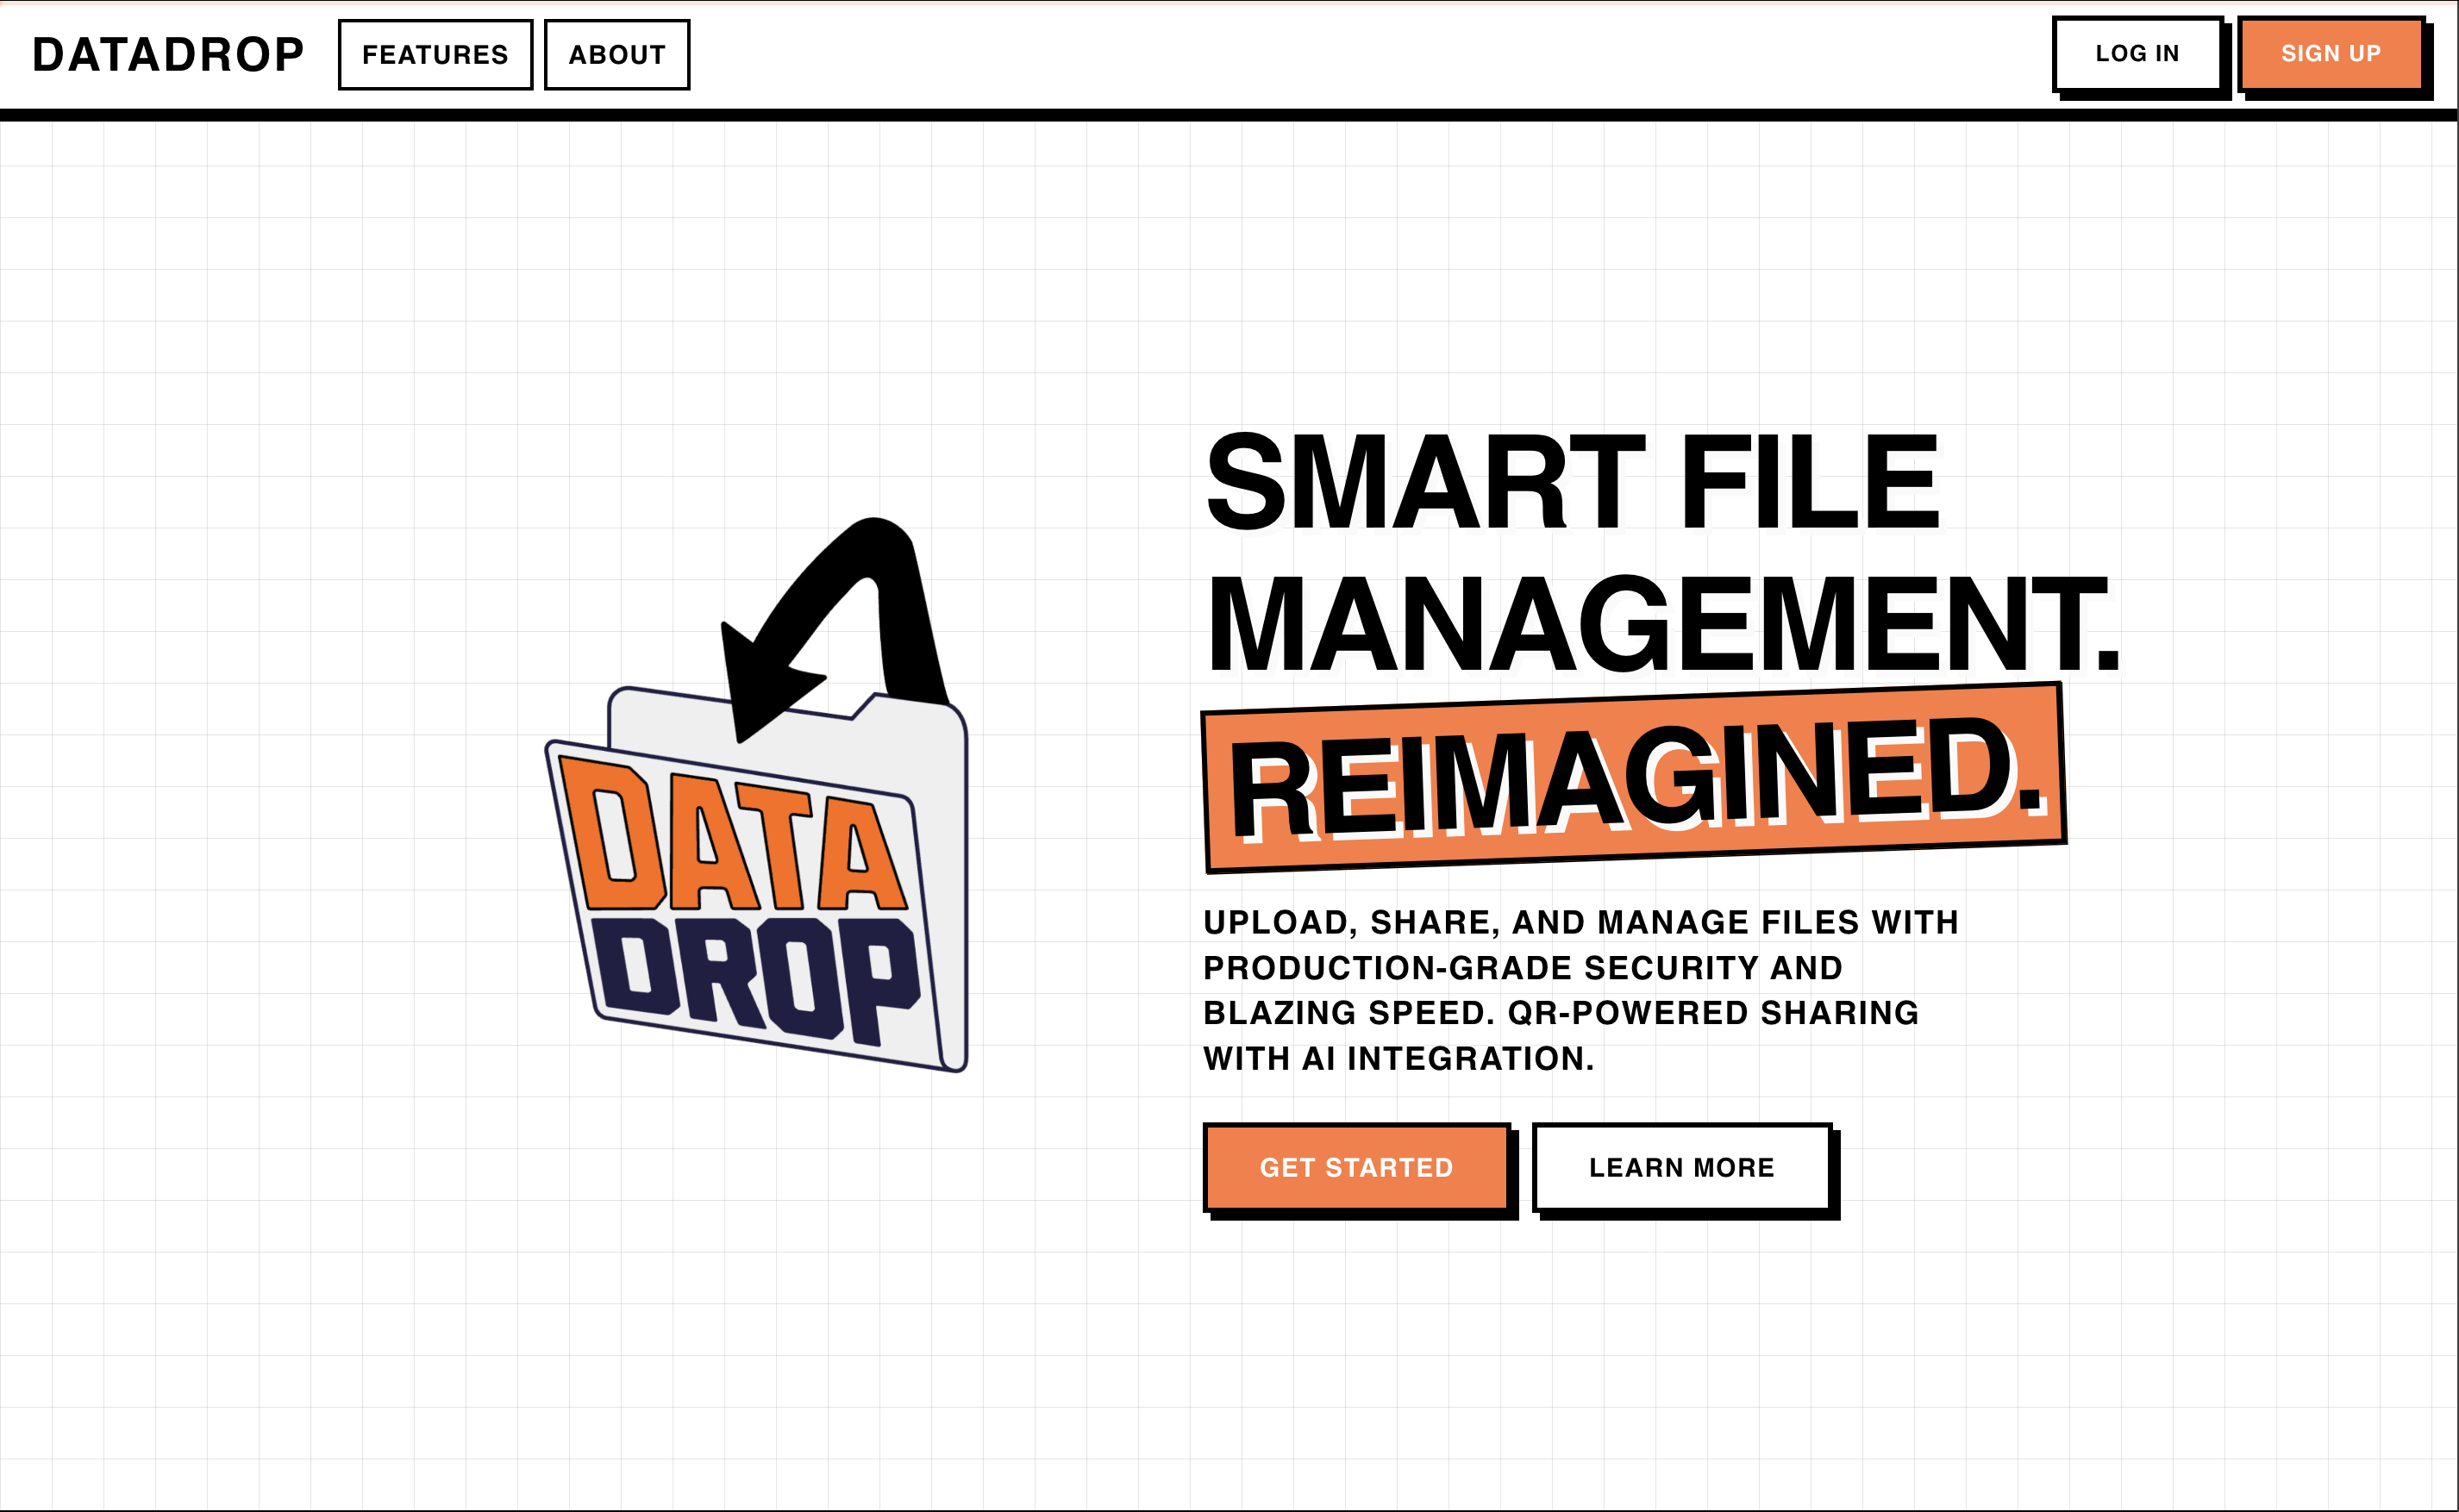 DATADROP
FEATURES
ABOUT
LOG IN
SIGN UP
DATA
DROP
SMART FILE
MANAGEMENT.
REIMAGINED.
UPLOAD, SHARE, AND MANAGE FILES WITH
PRODUCTION-GRADE SECURITY AND
BLAZING SPEED. QR-POWERED SHARING
WITH AI INTEGRATION.
GET STARTED
LEARN MORE